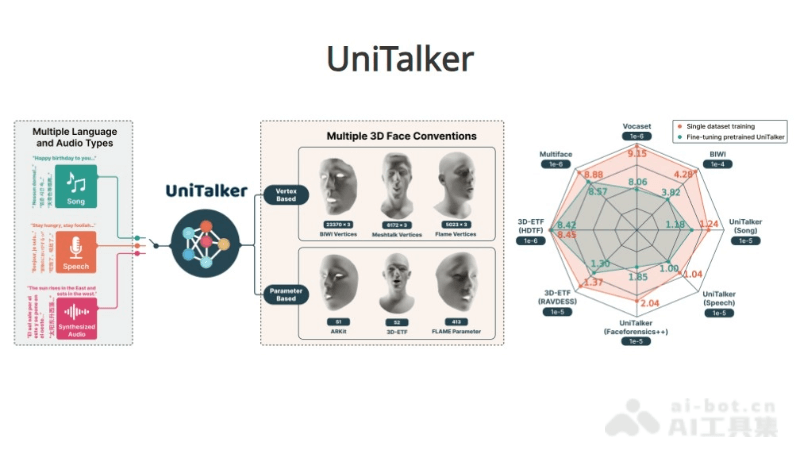 UniTalker
Multiple Language
and Audio Types
"Happy birthday to you..."
Song
"Stay hungry, stay foolish..."
Speech
"The sun rises in the East and
sets in the west."
Synthesized
Audio
UniTalker
Vertex
Based
Parameter
Based
Multiple 3D Face Conventions
23370 × 3
6172 × 3
5023 × 3
BIWI Vertices
Meshtalk Vertices
Flame Vertices
51
52
413
ARKit
3D-ETF
FLAME Parameter
Single dataset training
Fine-tuning pretrained UniTalker
Vocaset
1e-6
9.15
8.06
BIWI
1e-4
4.28
3.82
UniTalker
(Song)
1e-5
1.24
1.18
UniTalker
(Speech)
1e-5
1.04
1.00
UniTalker
(Faceforensics++)
1e-5
2.04
1.85
3D-ETF
(RAVDESS)
1e-5
1.37
1.30
3D-ETF
(HDTF)
1e-6
8.42
8.45
Multiface
1e-6
8.88
8.57
ai-bot.cn
AI工具集